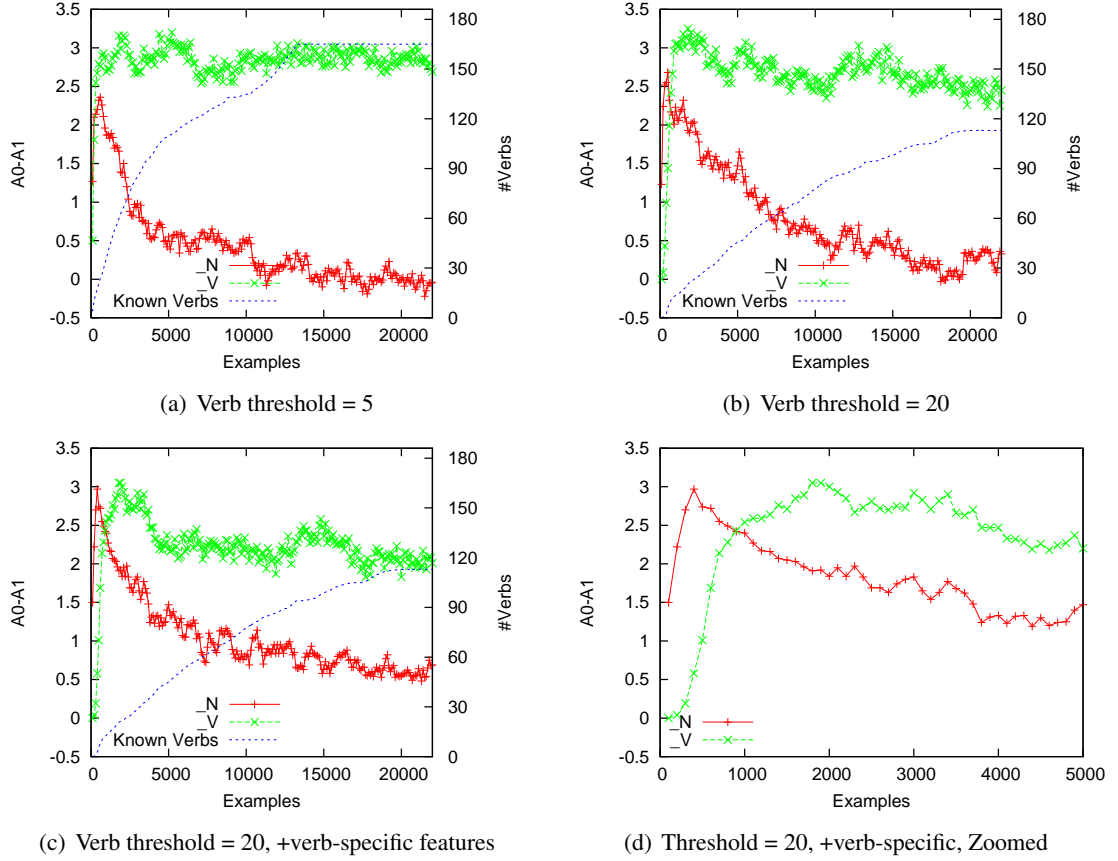 3.5
3
2.5
2
1.5
1
0.5
0
-0.5
A0-A1
180
150
120
90
60
30
0
#Verbs
_N
_V
Known Verbs
0 5000 10000 15000 20000
Examples
(a) Verb threshold = 5
3.5
3
2.5
2
1.5
1
0.5
0
-0.5
A0-A1
180
150
120
90
60
30
0
#Verbs
_N
_V
Known Verbs
0 5000 10000 15000 20000
Examples
(b) Verb threshold = 20
3.5
3
2.5
2
1.5
1
0.5
0
-0.5
A0-A1
180
150
120
90
60
30
0
#Verbs
_N
_V
Known Verbs
0 5000 10000 15000 20000
Examples
(c) Verb threshold = 20, +verb-specific features
3.5
3
2.5
2
1.5
1
0.5
0
-0.5
A0-A1
_N
_V
0 1000 2000 3000 4000 5000
Examples
(d) Threshold = 20, +verb-specific, Zoomed